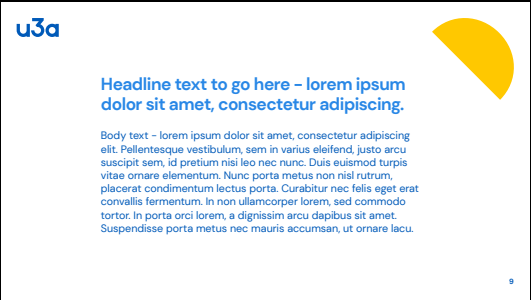 u3a
Headline text to go here - lorem ipsum
dolor sit amet, consectetur adipiscing.
Body text - lorem ipsum dolor sit amet, consectetur adipiscing
elit. Pellentesque vestibulum, sem in varius eleifend, justo arcu
suscipit sem, id pretium nisi leo nec nunc. Duis euismod turpis
vitae ornare elementum. Nunc porta metus non nisl rutrum,
placerat condimentum lectus porta. Curabitur nec felis eget erat
convallis fermentum. In non ullamcorper lorem, sed commodo
tortor. In porta orci lorem, a dignissim arcu dapibus sit amet.
Suspendisse porta metus nec mauris accumsan, ut ornare lacu.
9